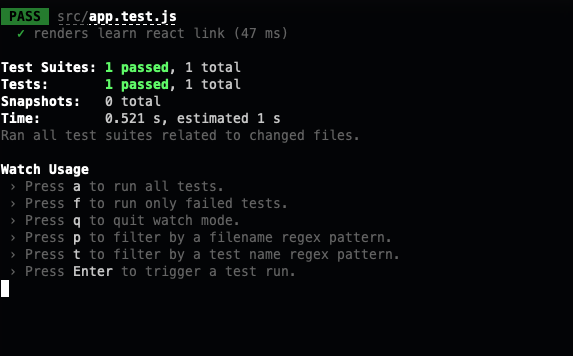 PASS src/app.test.js
✓ renders learn react link (47 ms)
Test Suites: 1 passed, 1 total
Tests: 1 passed, 1 total
Snapshots: 0 total
Time: 0.521 s, estimated 1 s
Ran all test suites related to changed files.
Watch Usage
› Press a to run all tests.
› Press f to run only failed tests.
› Press q to quit watch mode.
› Press p to filter by a filename regex pattern.
› Press t to filter by a test name regex pattern.
› Press Enter to trigger a test run.